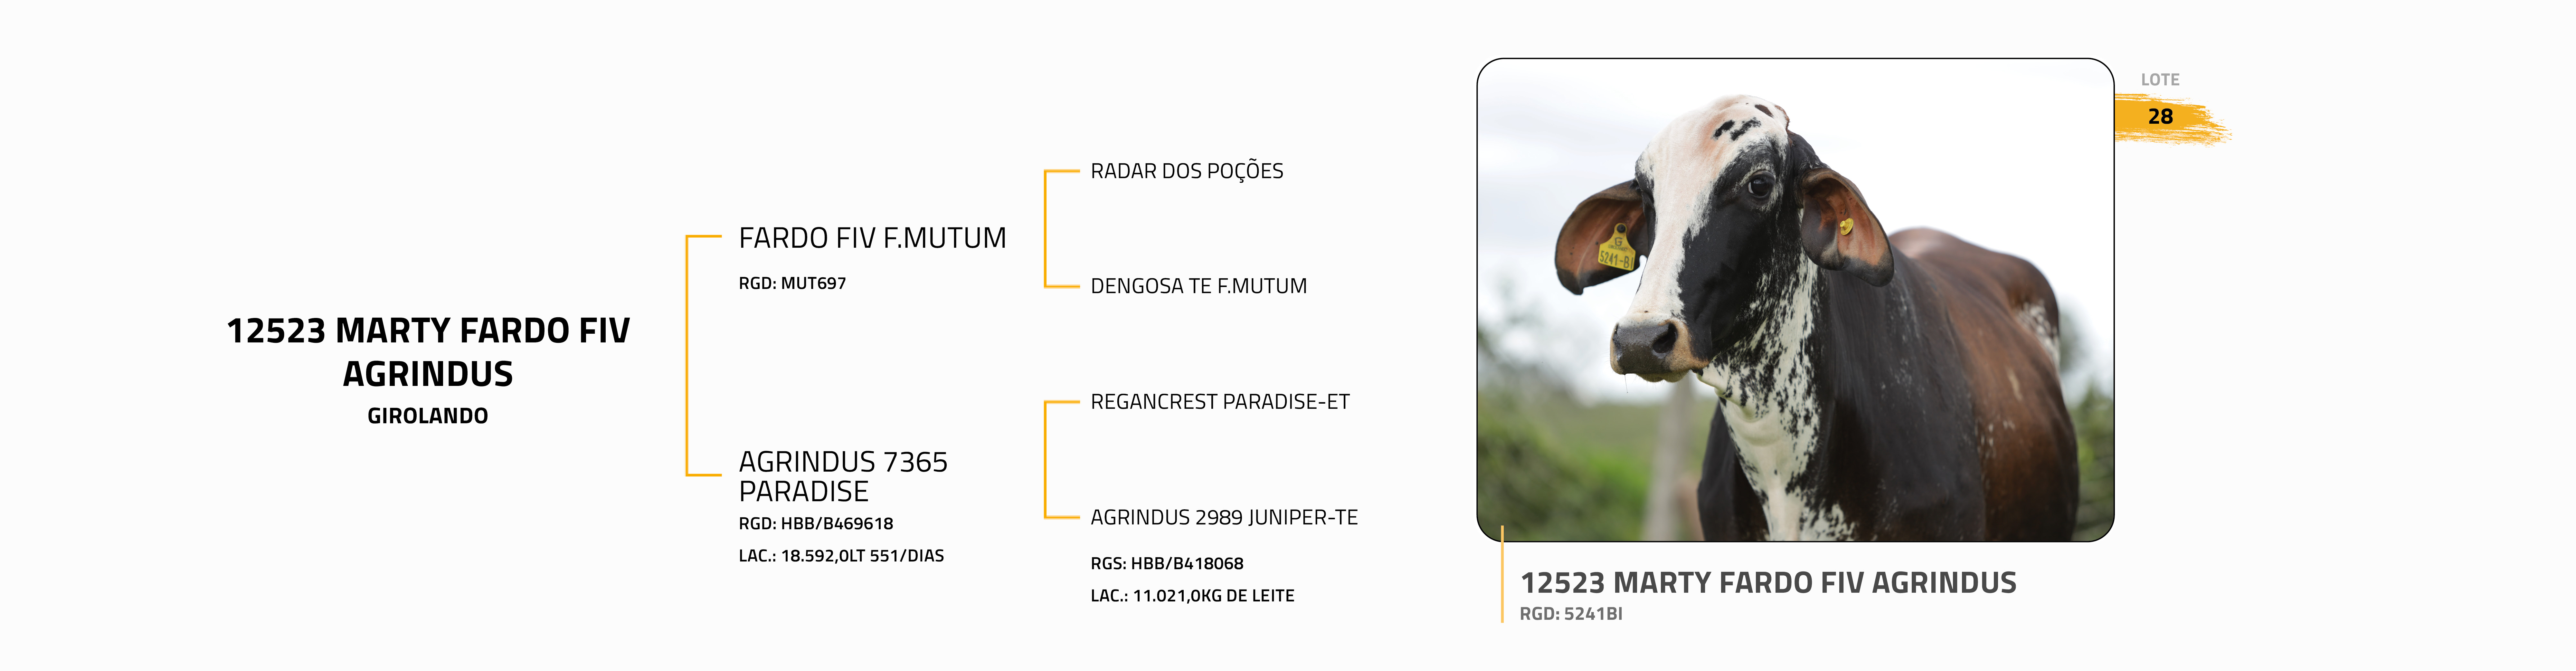 12523 MARTY FARDO FIV
AGRINDUS
GIROLANDO
FARDO FIV F.MUTUM
RGD: MUT697
AGRINDUS 7365
PARADISE
RGD: HBB/B469618
LAC.: 18.592,0LT 551/DIAS
RADAR DOS POÇÕES
DENGOSA TE F.MUTUM
REGANCREST PARADISE-ET
AGRINDUS 2989 JUNIPER-TE
RGS: HBB/B418068
LAC.: 11.021,0KG DE LEITE
LOTE
28
G
5241-BI
12523 MARTY FARDO FIV AGRINDUS
RGD: 5241BI